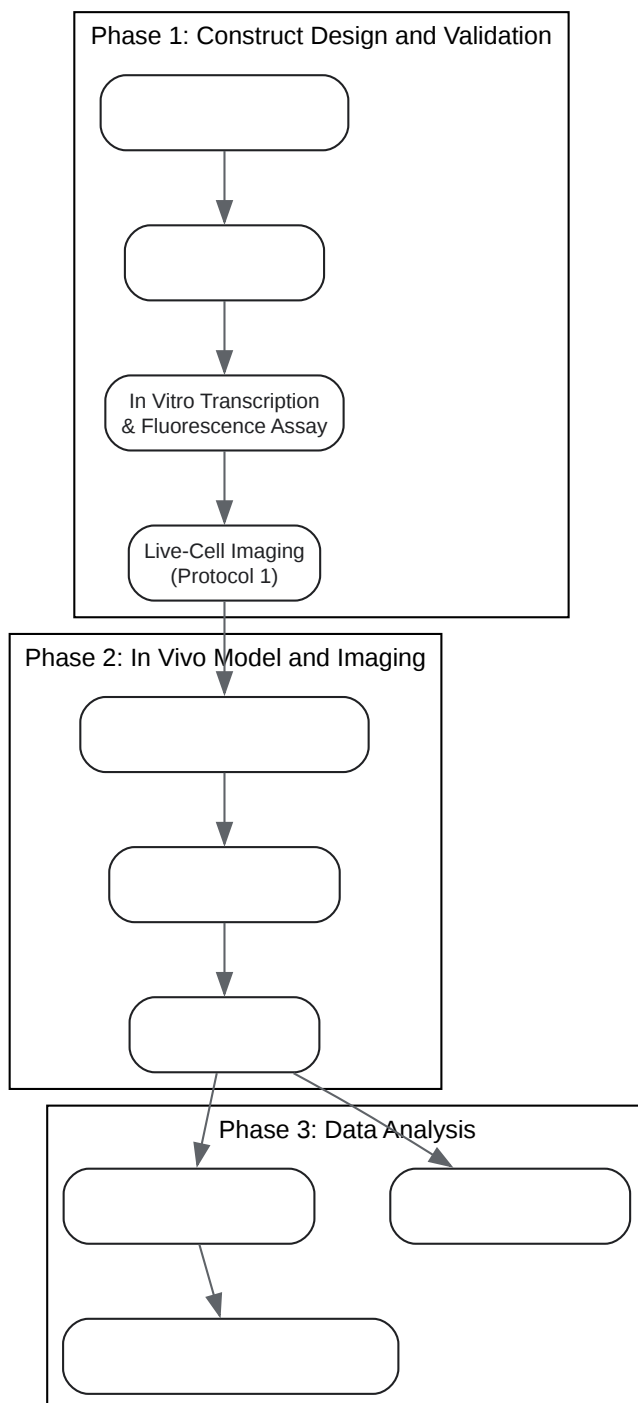 Phase 1: Construct Design and Validation
In Vitro Transcription
& Fluorescence Assay
Live-Cell Imaging
(Protocol 1)
Phase 2: In Vivo Model and Imaging
Phase 3: Data Analysis